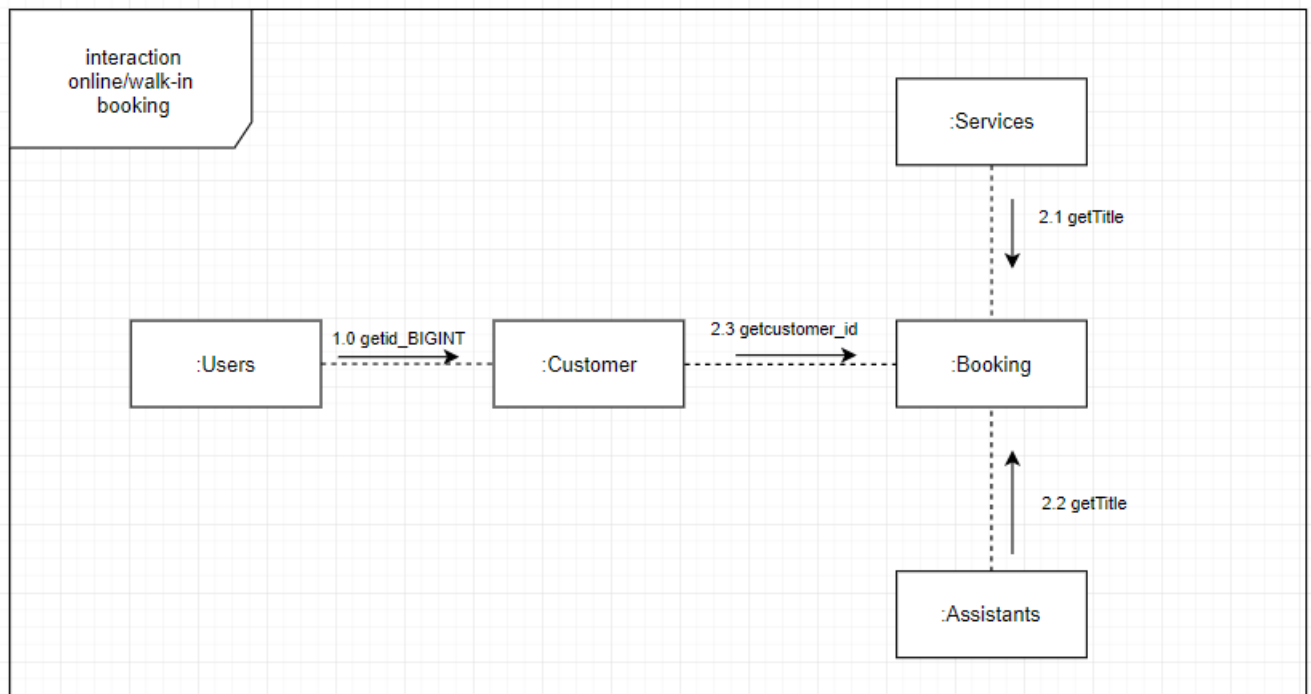 interaction
online/walk-in
booking
:Services
2.1 getTitle
1.0 getid_BIGINT
2.3 getcustomer_id
:Users
:Customer
:Booking
2.2 getTitle
:Assistants